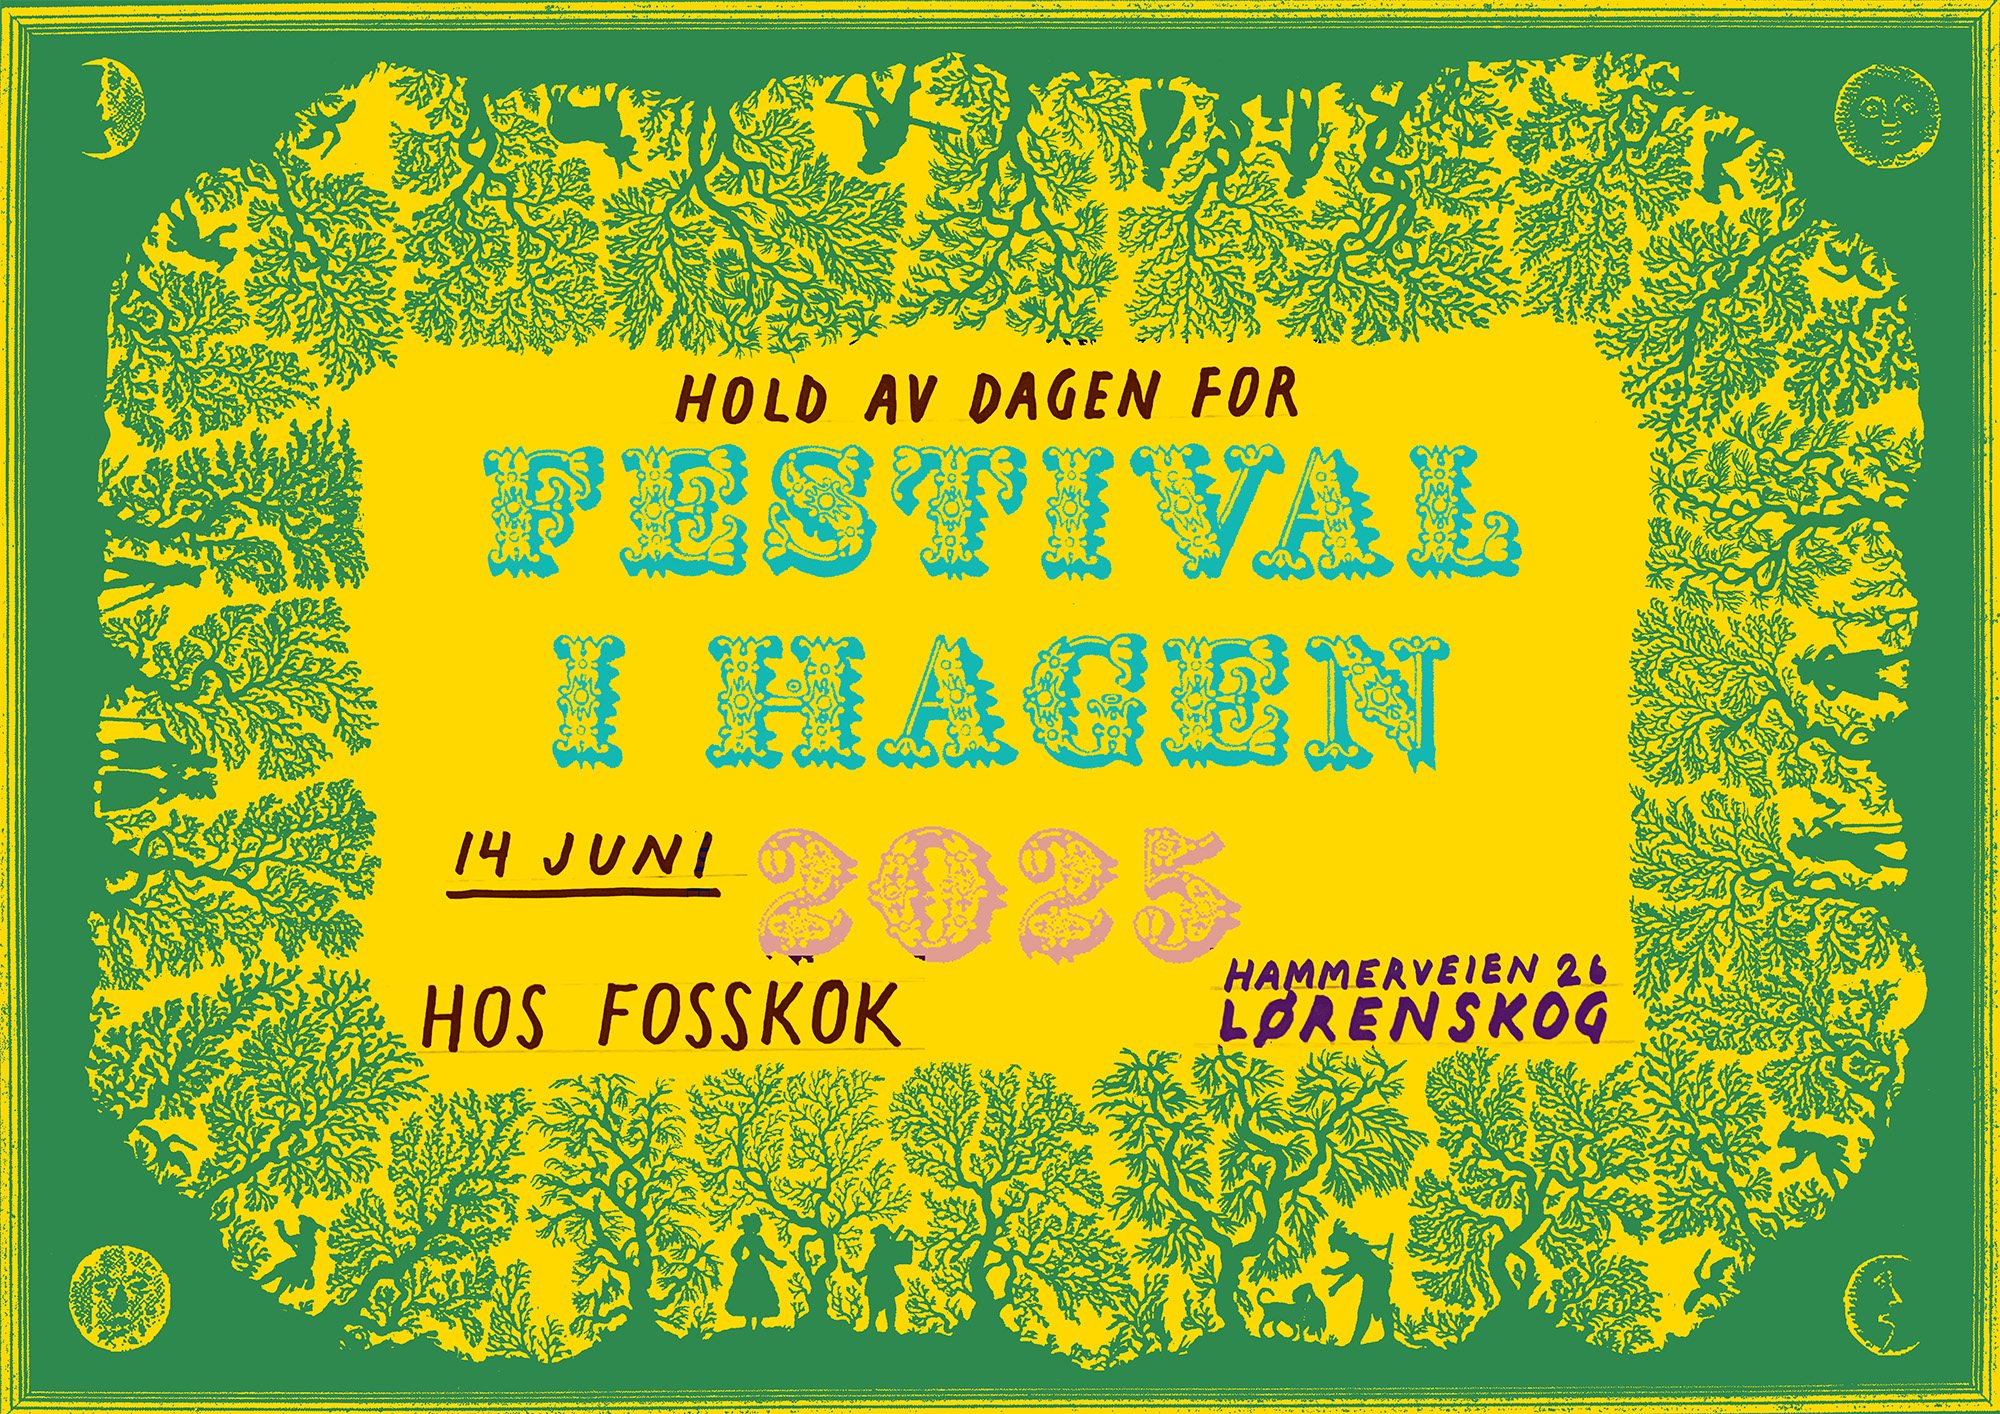 HOLD AV DAGEN FOR
FESTIVAL
I HAGEN
14 JUNI 2025
HOS FOSSKOK
HAMMERVEIEN 26
LØRENSKOG